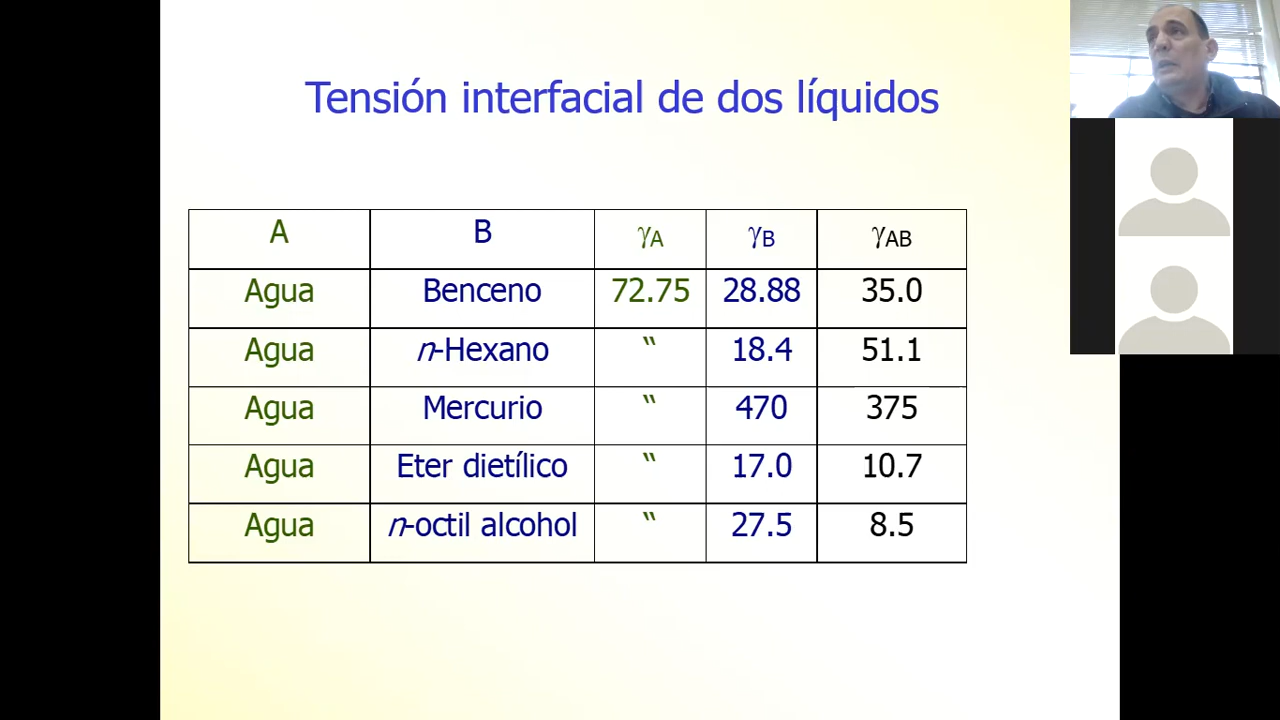 Tensión interfacial de dos líquidos
A B γA γB γAB
Agua Benceno 72.75 28.88 35.0
Agua n-Hexano “ 18.4 51.1
Agua Mercurio “ 470 375
Agua Eter dietílico “ 17.0 10.7
Agua n-octil alcohol “ 27.5 8.5